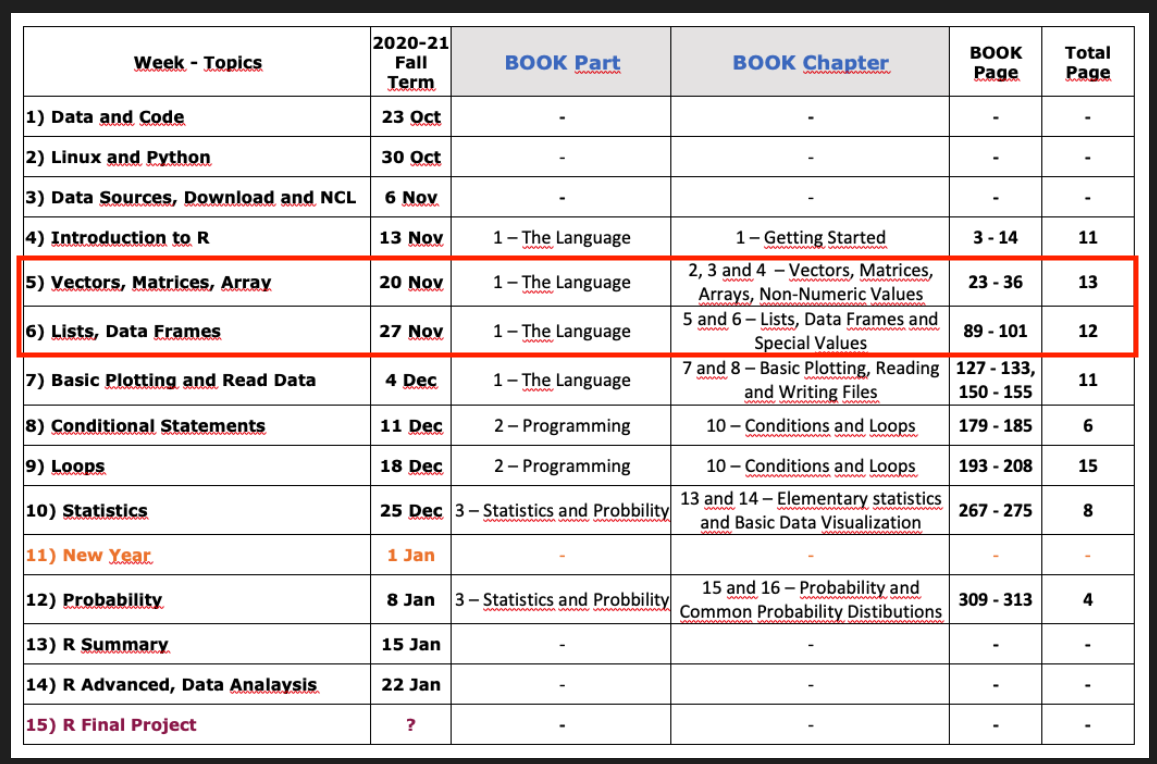 Week - Topics
2020-21
Fall
Term
BOOK Part
BOOK Chapter
BOOK
Page
Total
Page
1) Data and Code
23 Oct
-
-
-
-
2) Linux and Python
30 Oct
-
-
-
-
3) Data Sources, Download and NCL
6 Nov
-
-
-
-
4) Introduction to R
13 Nov
1 – The Language
1 – Getting Started
3 - 14
11
5) Vectors, Matrices, Array
20 Nov
1 – The Language
2, 3 and 4 – Vectors, Matrices,
Arrays, Non-Numeric Values
23 - 36
13
6) Lists, Data Frames
27 Nov
1 – The Language
5 and 6 – Lists, Data Frames and
Special Values
89 - 101
12
7) Basic Plotting and Read Data
4 Dec
1 – The Language
7 and 8 – Basic Plotting, Reading
and Writing Files
127 - 133,
150 - 155
11
8) Conditional Statements
11 Dec
2 – Programming
10 – Conditions and Loops
179 - 185
6
9) Loops
18 Dec
2 – Programming
10 – Conditions and Loops
193 - 208
15
10) Statistics
25 Dec
3 – Statistics and Probbility
13 and 14 – Elementary statistics
and Basic Data Visualization
267 - 275
8
11) New Year
1 Jan
-
-
-
-
12) Probability
8 Jan
3 – Statistics and Probbility
15 and 16 – Probability and
Common Probability Distibutions
309 - 313
4
13) R Summary
15 Jan
-
-
-
-
14) R Advanced, Data Analaysis
22 Jan
-
-
-
-
15) R Final Project
?
-
-
-
-